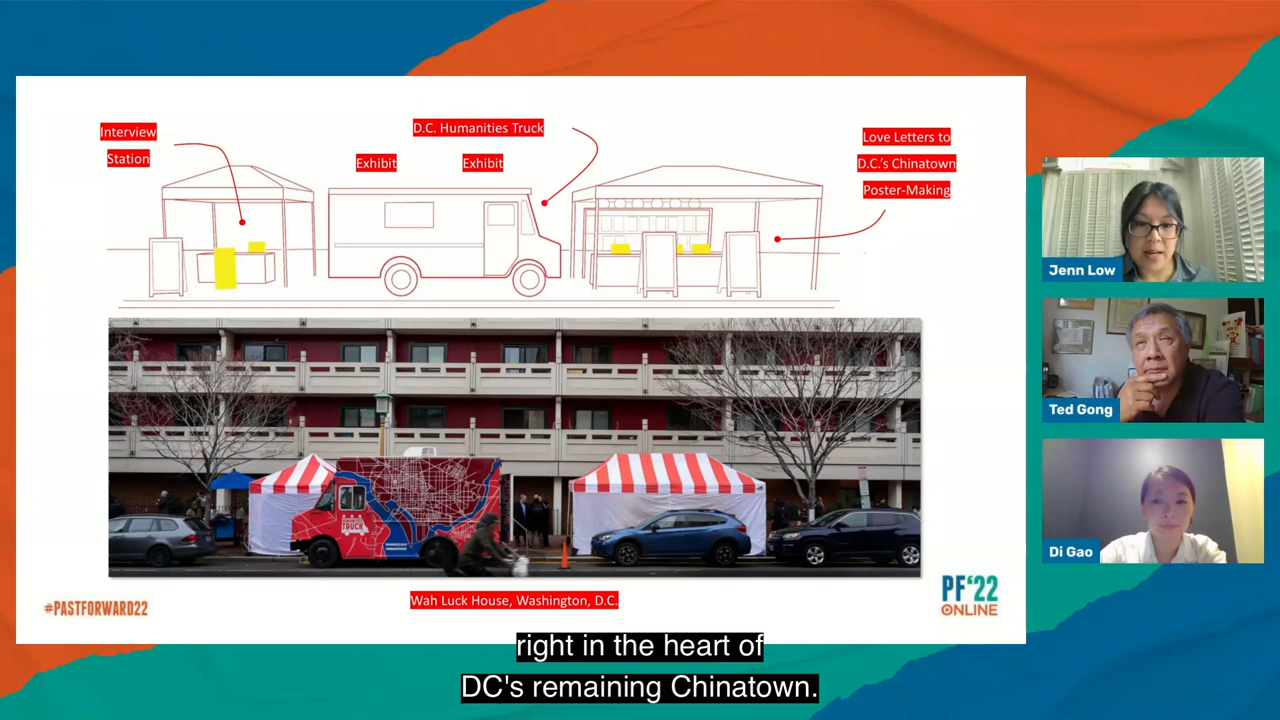 Interview
Station
D.C. Humanities Truck
Exhibit
Exhibit
Love Letters to
D.C.'s Chinatown
Poster-Making
TRUCK
Wah Luck House, Washington, D.C.
#PASTFORWARD22
PF'22
ONLINE
Jenn Low
Ted Gong
Di Gao
right in the heart of
DC's remaining Chinatown.